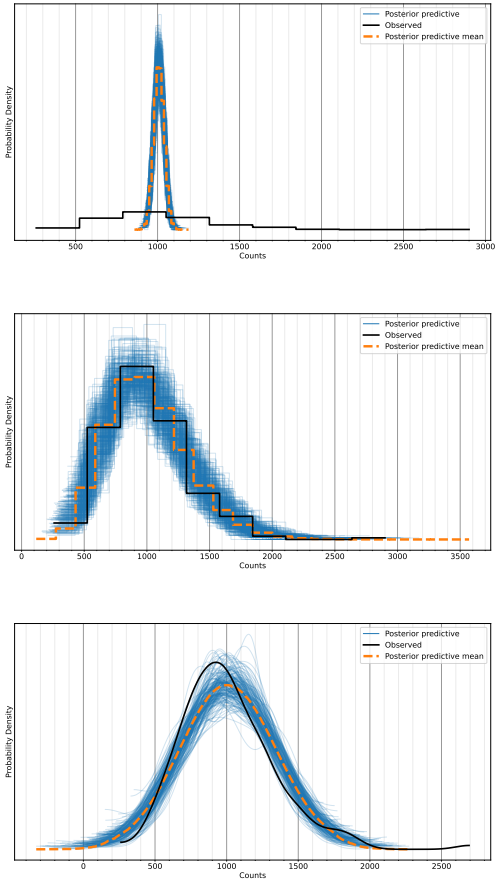 Posterior predictive
Observed
Posterior predictive mean
Probability Density
500 1000 1500 2000 2500 3000
Counts
Posterior predictive
Observed
Posterior predictive mean
Probability Density
0 500 1000 1500 2000 2500 3000 3500
Counts
Posterior predictive
Observed
Posterior predictive mean
Probability Density
0 500 1000 1500 2000 2500
Counts